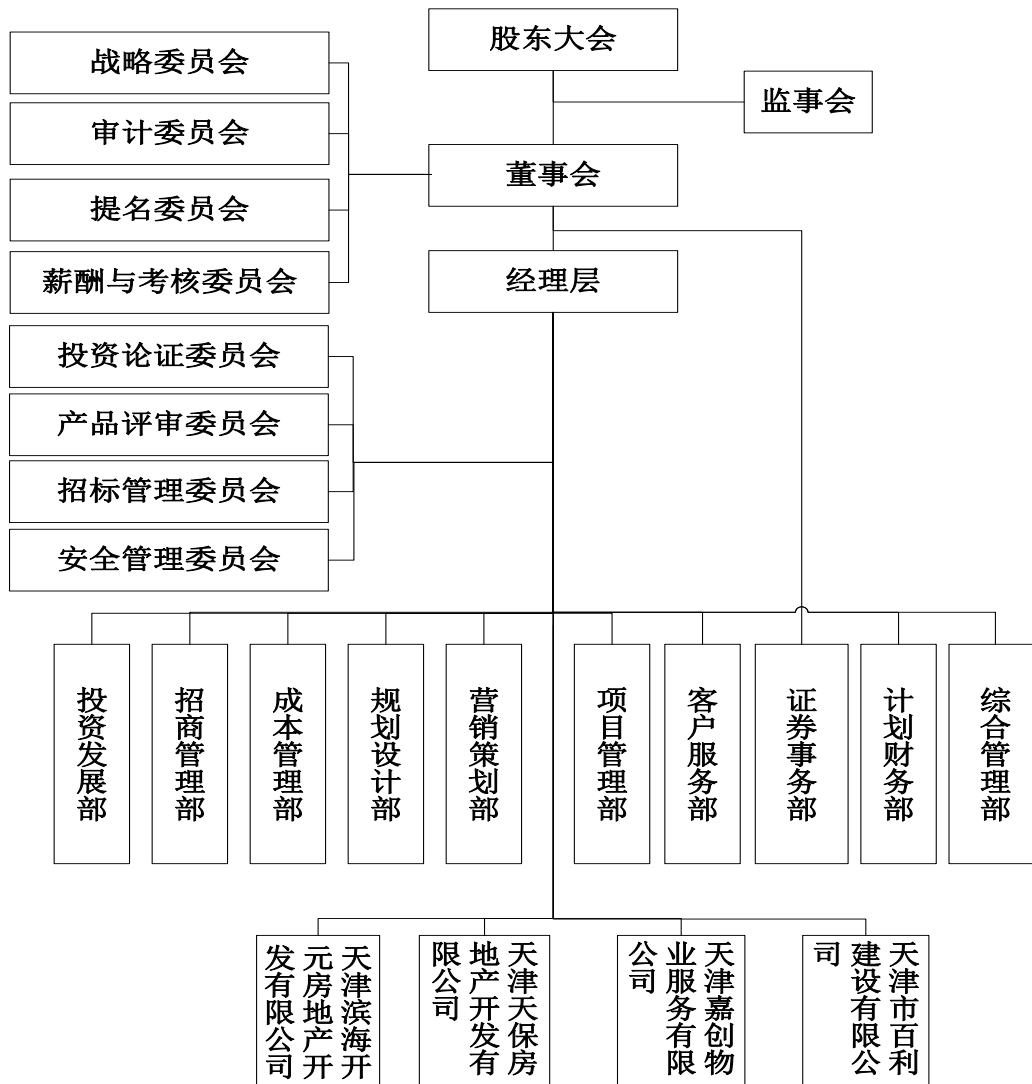 股东大会
监事会
董事会
经理层
战略委员会
审计委员会
提名委员会
薪酬与考核委员会
投资论证委员会
产品评审委员会
招标管理委员会
安全管理委员会
投资发展部
招商管理部
成本管理部
规划设计部
营销策划部
项目管理部
客户服务部
证券事务部
计划财务部
综合管理部
天津滨海开
元房地产开
发有限公司
天津天保房
地产开发有
限公司
天津嘉创物
业服务有限
公司
天津市百利
建设有限公
司